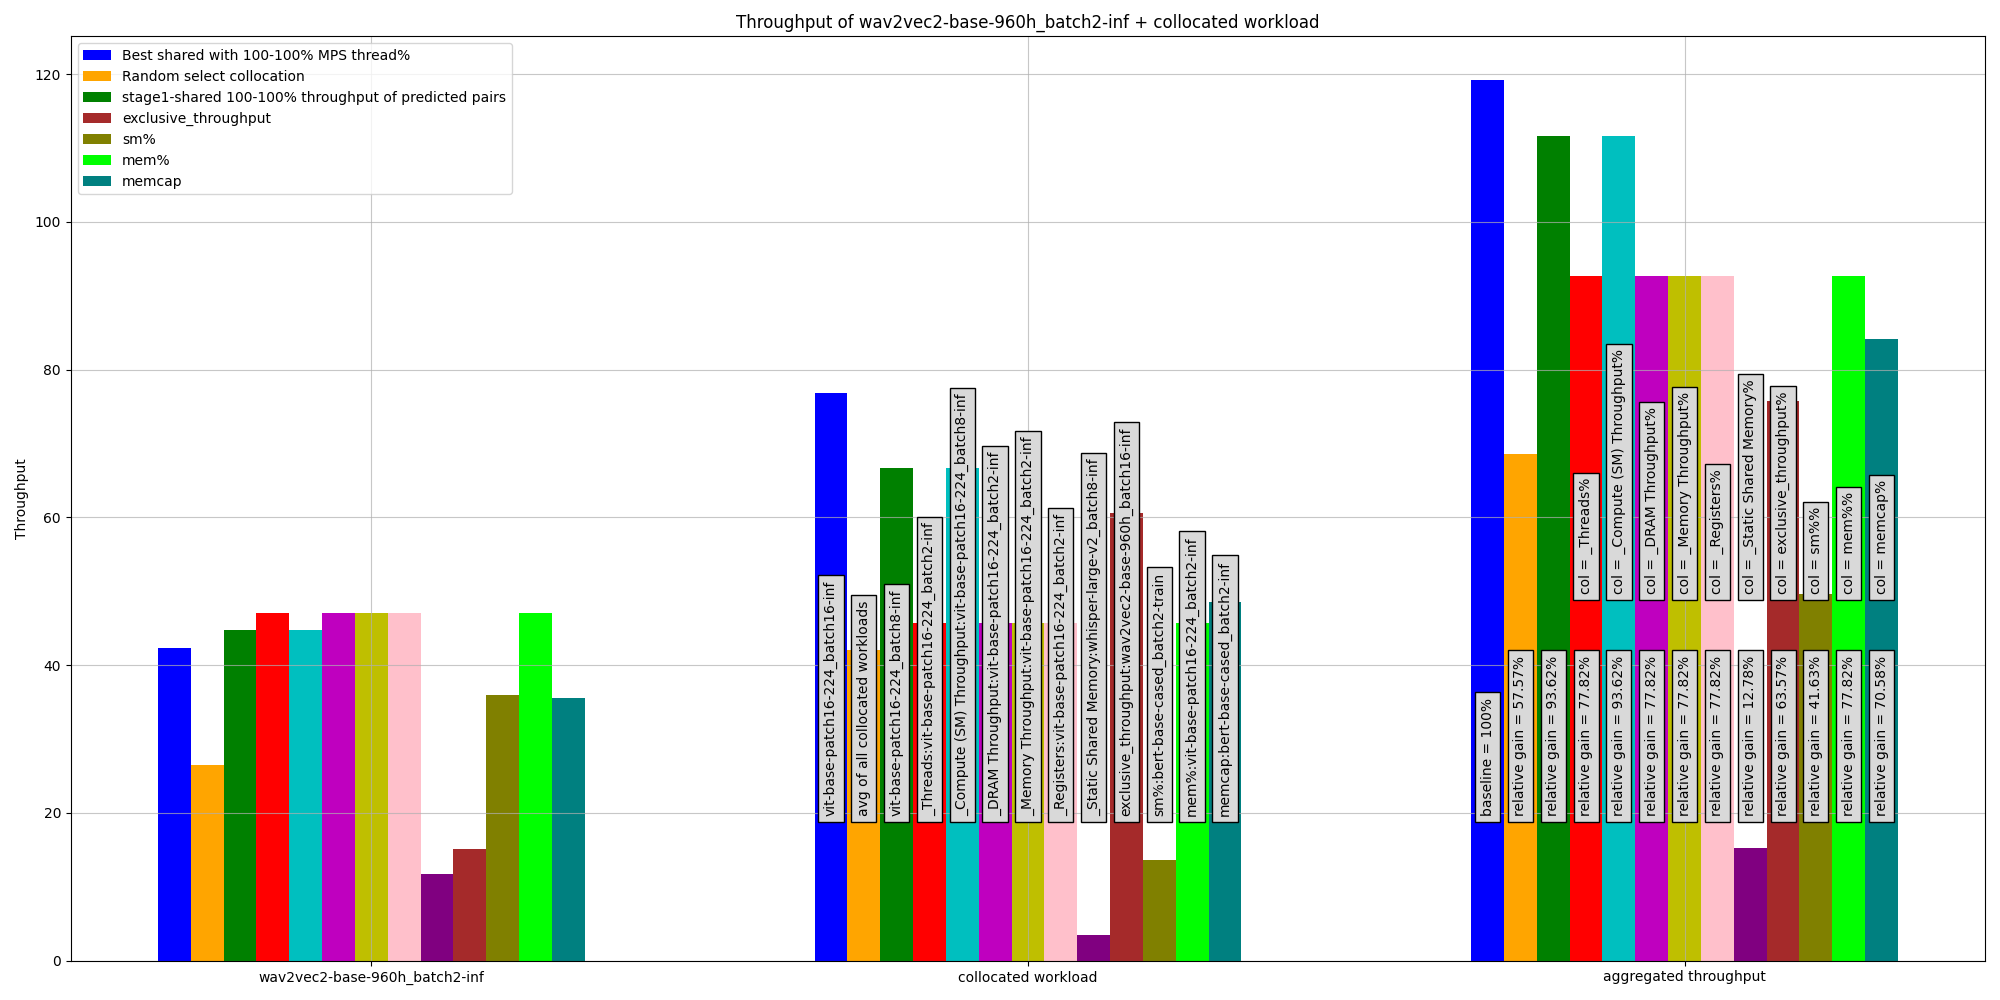 Throughput of wav2vec2-base-960h_batch2-inf + collocated workload
Best shared with 100-100% MPS thread%
Random select collocation
stage1-shared 100-100% throughput of predicted pairs
exclusive_throughput
sm%
mem%
memcap
Throughput
120
100
80
60
40
20
0
vit-base-patch16-224_batch16-inf
avg of all collocated workloads
vit-base-patch16-224_batch8-inf
_Threads:vit-base-patch16-224_batch2-inf
_Compute (SM) Throughput:vit-base-patch16-224_batch8-inf
_DRAM Throughput:vit-base-patch16-224_batch2-inf
_Memory Throughput:vit-base-patch16-224_batch2-inf
_Registers:vit-base-patch16-224_batch2-inf
_Static Shared Memory:whisper-large-v2_batch8-inf
exclusive_throughput:wav2vec2-base-960h_batch16-inf
sm%:bert-base-cased_batch2-train
mem%:vit-base-patch16-224_batch2-inf
memcap:bert-base-cased_batch2-inf
col = _Threads%
col = _Compute (SM) Throughput%
col = _DRAM Throughput%
col = _Memory Throughput%
col = _Registers%
col = _Static Shared Memory%
col = exclusive_throughput%
col = sm%%
col = mem%%
col = memcap%
baseline = 100%
relative gain = 57.57%
relative gain = 93.62%
relative gain = 77.82%
relative gain = 93.62%
relative gain = 77.82%
relative gain = 77.82%
relative gain = 77.82%
relative gain = 12.78%
relative gain = 63.57%
relative gain = 41.63%
relative gain = 77.82%
relative gain = 70.58%
wav2vec2-base-960h_batch2-inf
collocated workload
aggregated throughput